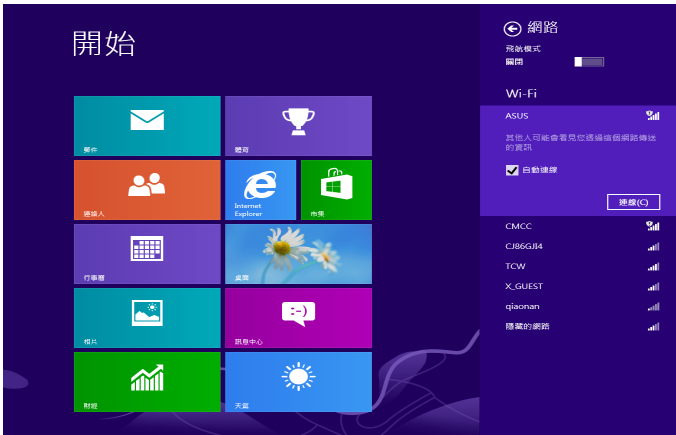 開始
郵件
體育
連絡人
Internet
Explorer
市集
行事曆
桌面
相片
訊息中心
:-)
財經
天氣
網路
飛航模式
關閉
Wi-Fi
ASUS
其他人可能會看見您透過這個網路傳送
的資訊
自動連線
連線(C)
CMCC
CJ86GJI4
TCW
X_GUEST
qiaonan
隱藏的網路